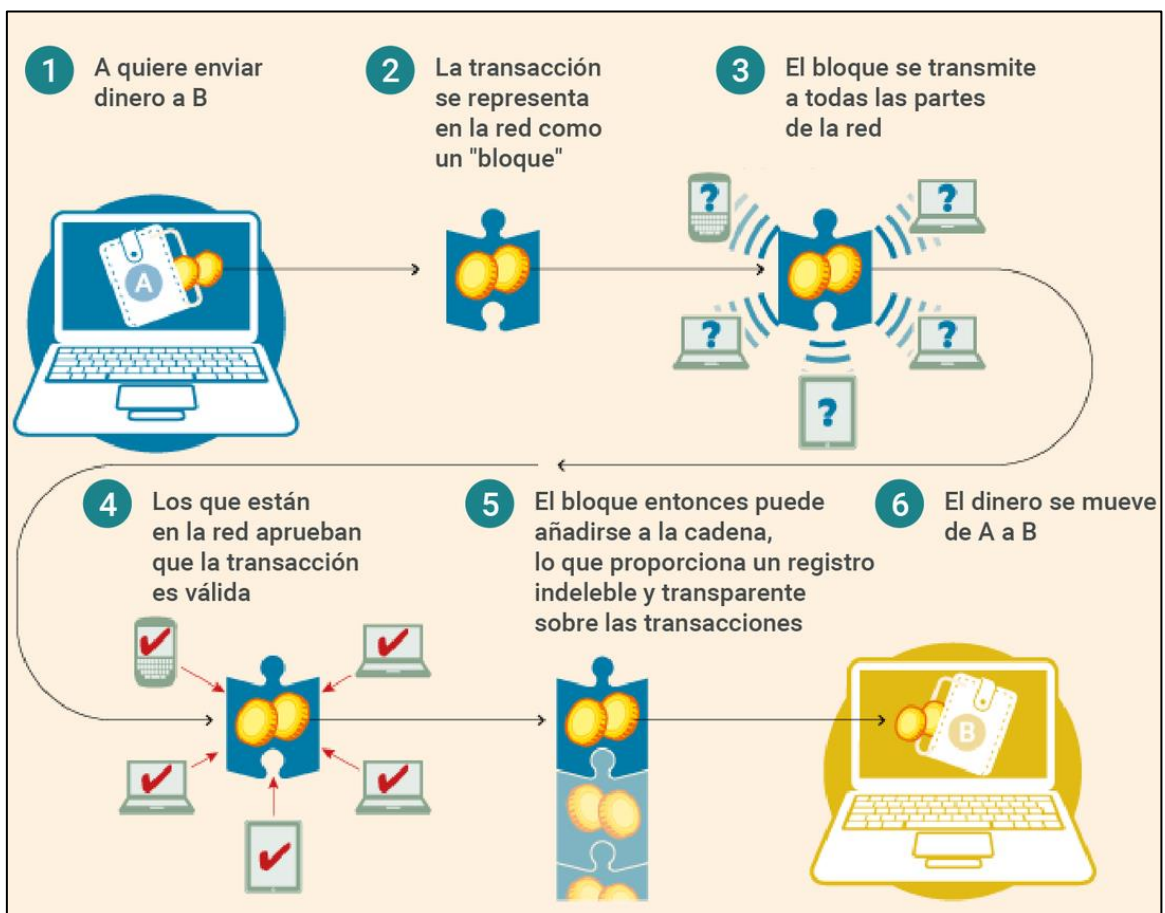 1
A quiere enviar
dinero a B
2
La transacción
se representa
en la red como
un "bloque"
3
El bloque se transmite
a todas las partes
de la red
A
?
?
?
?
?
4
Los que están
en la red aprueban
que la transacción
es válida
5
El bloque entonces puede
añadirse a la cadena,
lo que proporciona un registro
indeleble y transparente
sobre las transacciones
6
El dinero se mueve
de A a B
B